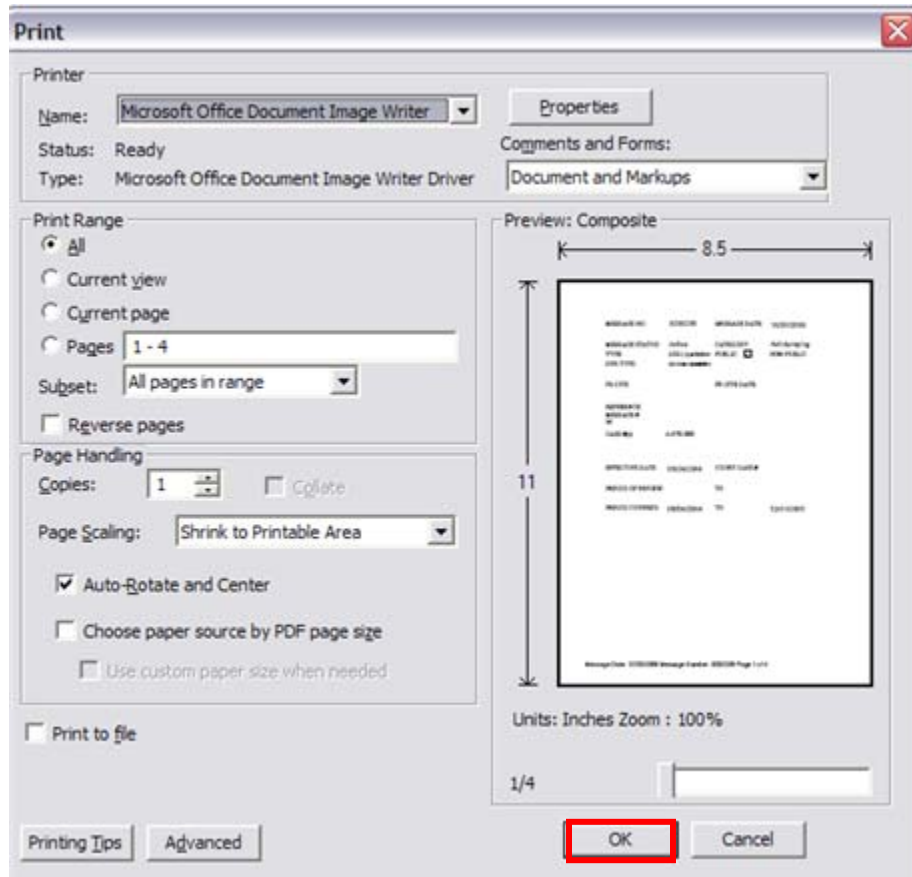 Print
Printer
Name: Microsoft Office Document Image Writer
Properties
Status: Ready
Comments and Forms:
Type: Microsoft Office Document Image Writer Driver
Document and Markups
Print Range
All
Current view
Current page
Pages 1 - 4
Subset: All pages in range
Reverse pages
Page Handling
Copies: 1 Collate
Page Scaling: Shrink to Printable Area
Auto-Rotate and Center
Choose paper source by PDF page size
Use custom paper size when needed
Print to file
Preview: Composite
8.5
11
Units: Inches Zoom : 100%
1/4
Printing Tips
Advanced
OK
Cancel